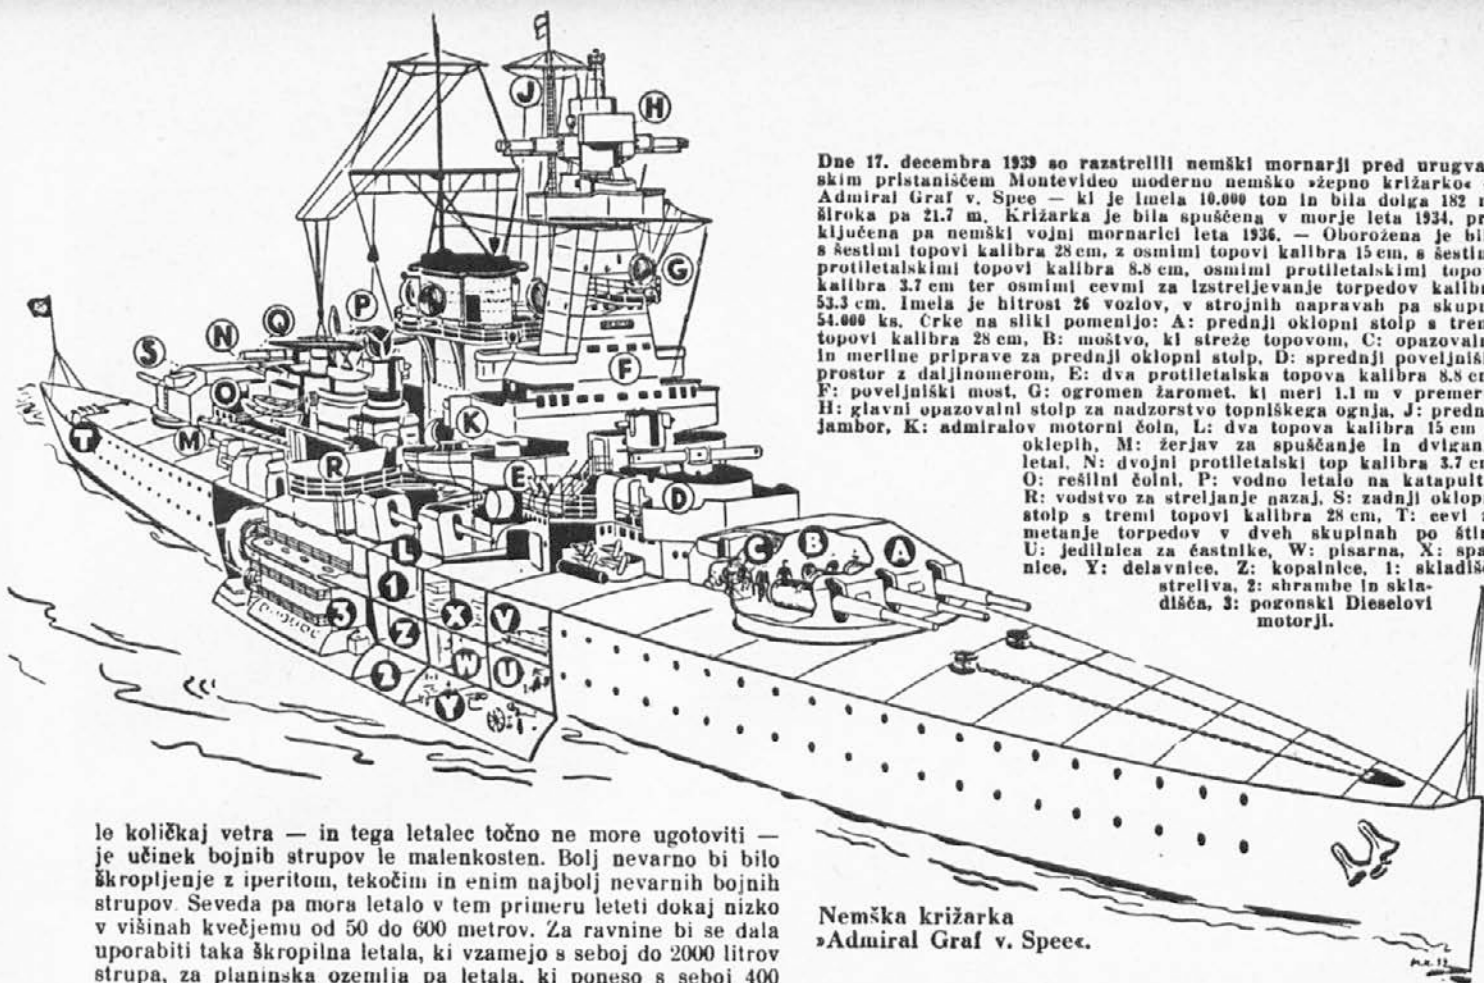 Dne 17. decembra 1939 so razstrelili nemški mornarji pred urugva
skim pristaniščem Montevideo moderno nemško »žepno križarko«
Admiral Graf v. Spee — ki je imela 10.000 ton in bila dolga 182 m
široka pa 21.7 m. Križarka je bila spuščena v morje leta 1934, pr
ključena pa nemški vojni mornarici leta 1936. — Oborožena je bil
s šestimi topovi kalibra 28 cm, z osmimi topovi kalibra 15 cm, s šestim
protiletalskimi topovi kalibra 8.8 cm, osmimi protiletalskimi topo
kalibra 3.7 cm ter osmimi cevmi za izstreljevanje torpedov kalibr
53.3 cm. Imela je hitrost 26 vozlov, v strojnih napravah pa skupn
54.000 ks. Črke na sliki pomenijo: A: prednji oklopni stolp s trem
topovi kalibra 28 cm, B: moštvo, ki streže topovom, C: opazovaln
in merilne priprave za prednji oklopni stolp, D: sprednji poveljnišk
prostor z daljinomerom, E: dva protiletalska topova kalibra 8.8 cm
F: poveljniški most, G: ogromen žaromet, ki meri 1.1 m v premer
H: glavni opazovalni stolp za nadzorstvo topniškega ognja, J: predn
jambor, K: admiralov motorni čoln, L: dva topova kalibra 15 cm
oklepih, M: žerjav za spuščanje in dvigan
letal, N: dvojni protiletalski top kalibra 3.7 cm
O: rešilni čolni, P: vodno letalo na katapult
R: vodstvo za streljanje nazaj, S: zadnji oklop
stolp s tremi topovi kalibra 28 cm, T: cevi z
metanje torpedov v dveh skupinah po štir
U: jedilnica za častnike, W: pisarna, X: spa
nice, Y: delavnice, Z: kopalnice, 1: skladišč
streliva, 2: shrambe in skla-
dišča, 3: pogonski Dieselovi
motorji.
J
H
G
P
Q
N
S
O
F
K
M
T
R
E
D
L
C
B
A
1
3
X
V
Z
W
U
2
Y
le količkaj vetra — in tega letalec točno ne more ugotoviti —
je učinek bojnih strupov le malenkosten. Bolj nevarno bi bilo
škropljenje z iperitom, tekočim in enim najbolj nevarnih bojnih
strupov. Seveda pa mora letalo v tem primeru leteti dokaj nizko
v višinah kvečjemu od 50 do 600 metrov. Za ravnine bi se dala
uporabiti taka škropilna letala, ki vzamejo s seboj do 2000 litrov
strupa, za planinska ozemlja pa letala, ki poneso s seboj 400
Nemška križarka
»Admiral Graf v. Spee«.